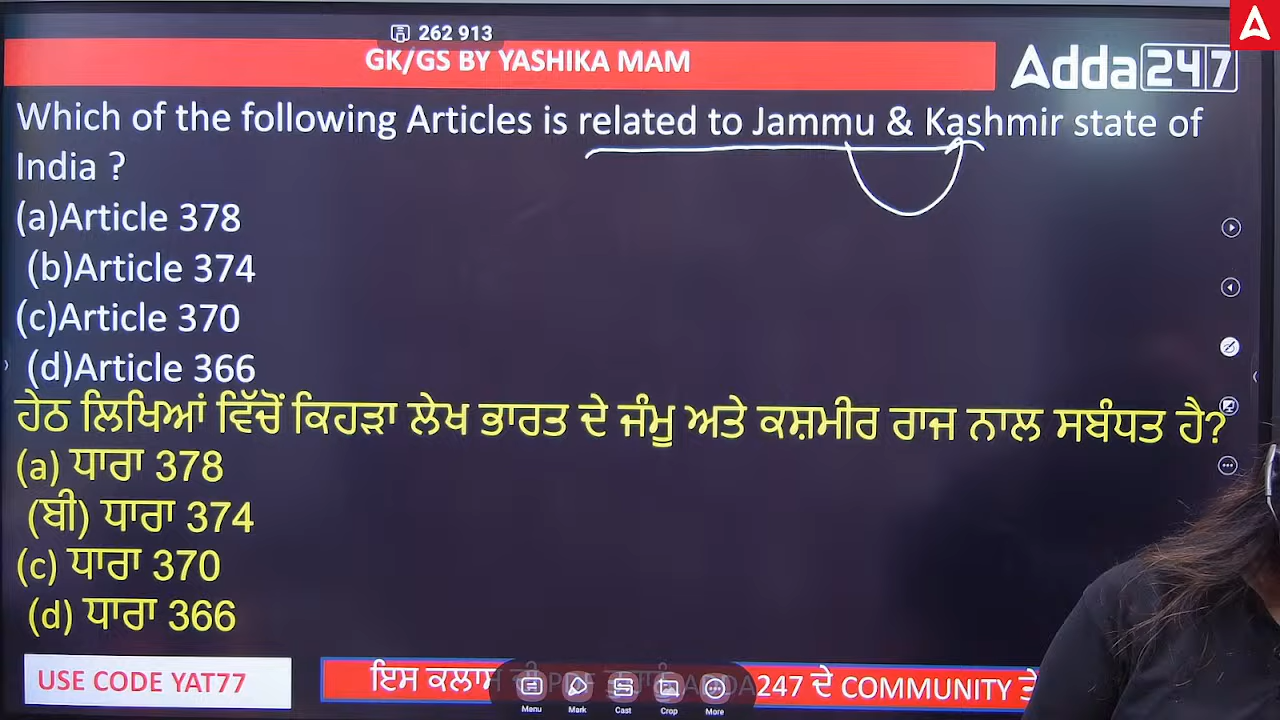 262 913
GK/GS BY YASHIKA MAM
Adda247
Which of the following Articles is related to Jammu & Kashmir state of
India ?
(a)Article 378
(b)Article 374
(c)Article 370
(d)Article 366
ਹੇਠ ਲਿਖਿਆਂ ਵਿੱਚੋਂ ਕਿਹੜਾ ਲੇਖ ਭਾਰਤ ਦੇ ਜੰਮੂ ਅਤੇ ਕਸ਼ਮੀਰ ਰਾਜ ਨਾਲ ਸਬੰਧਤ ਹੈ?
(a) ਧਾਰਾ 378
(ਬੀ) ਧਾਰਾ 374
(c) ਧਾਰਾ 370
(d) ਧਾਰਾ 366
USE CODE YAT77
ਇਸ ਕਲਾਸ PDF ADDA247 ਦੇ COMMUNITY ਤੇ
Menu Mark Cast Crop More